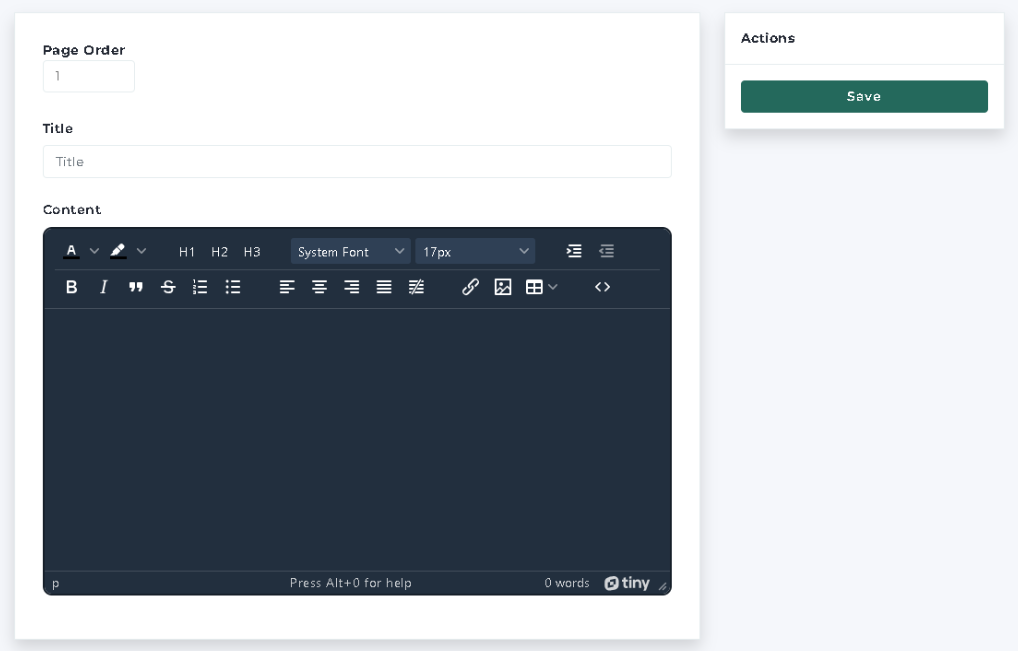 Page Order
1
Actions
Save
Title
Title
Content
A H1 H2 H3 System Font 17px
B I S
p Press Alt+0 for help 0 words tiny